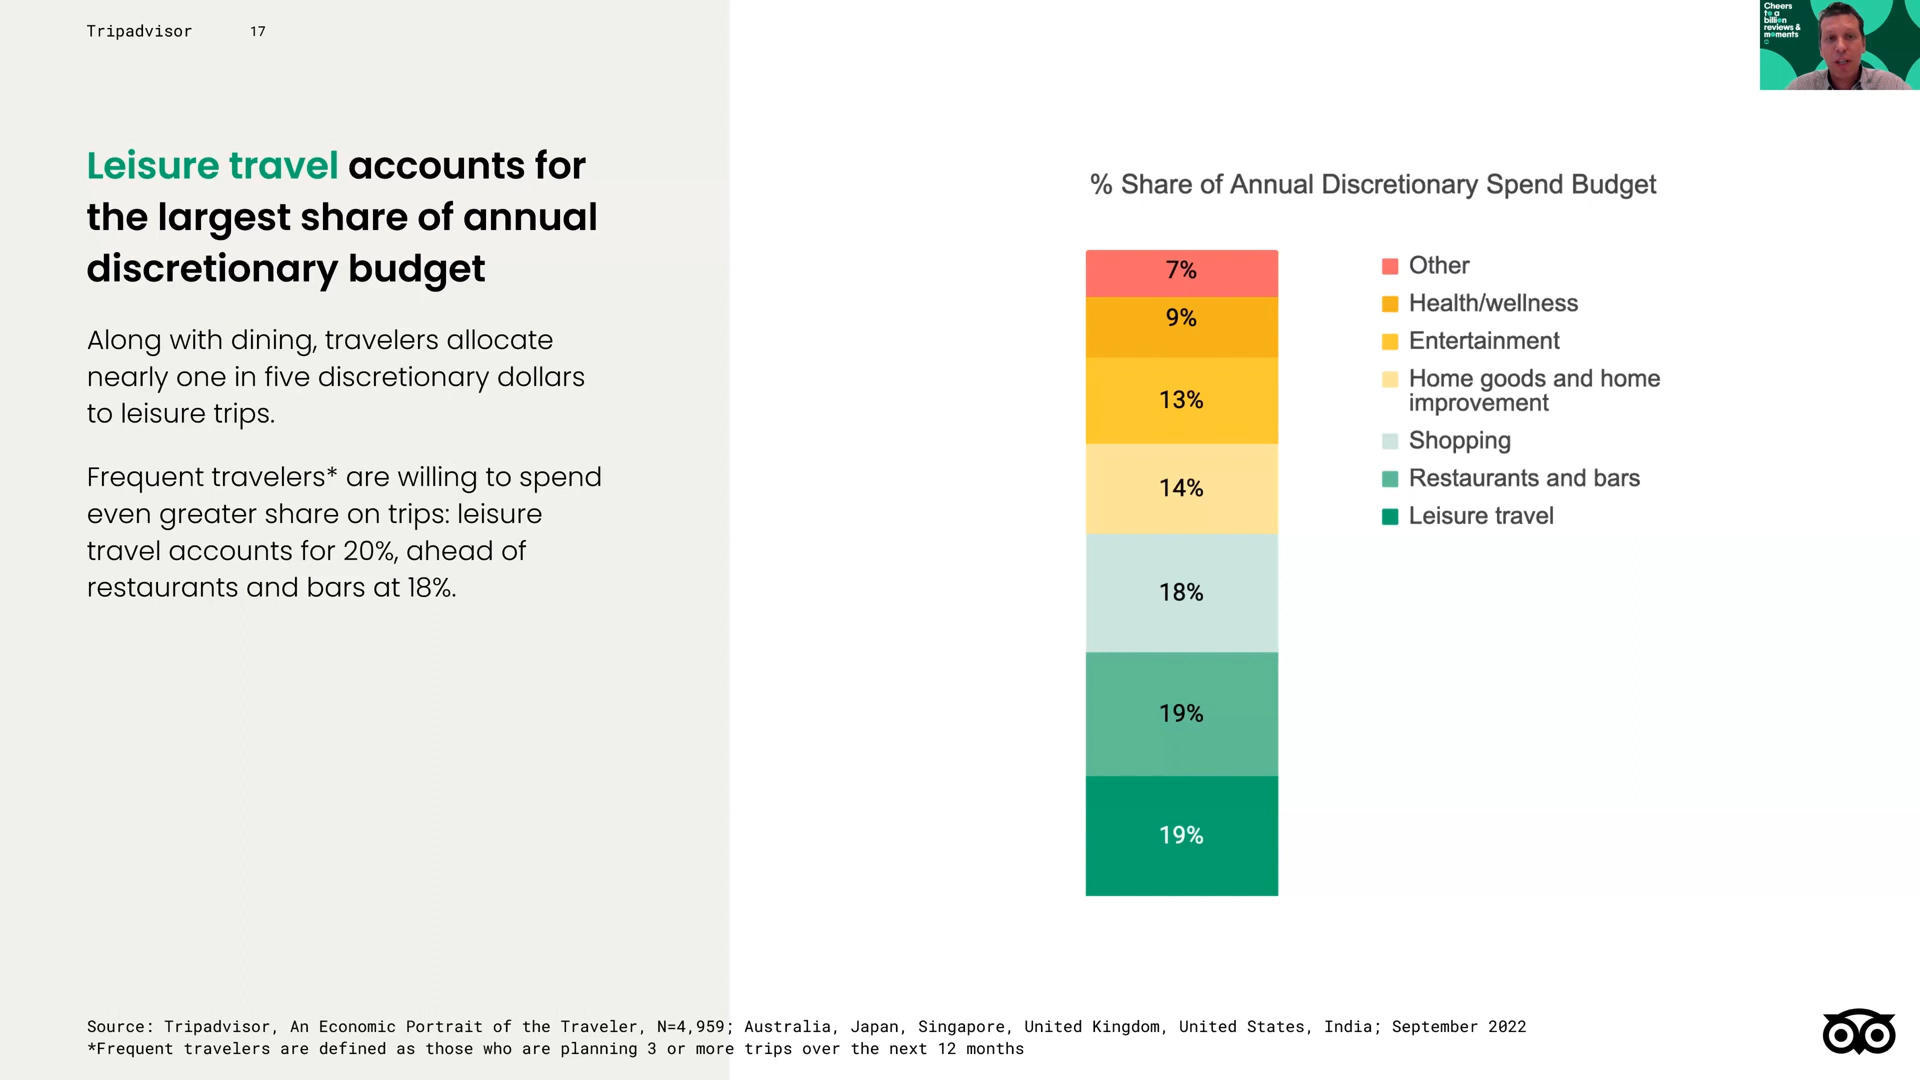 Tripadvisor 17
Cheers
to a
billion
reviews &
moments
Leisure travel accounts for
the largest share of annual
discretionary budget
Along with dining, travelers allocate
nearly one in five discretionary dollars
to leisure trips.
Frequent travelers* are willing to spend
even greater share on trips: leisure
travel accounts for 20%, ahead of
restaurants and bars at 18%.
% Share of Annual Discretionary Spend Budget
7%
9%
13%
14%
18%
19%
19%
Other
Health/wellness
Entertainment
Home goods and home
improvement
Shopping
Restaurants and bars
Leisure travel
Source: Tripadvisor, An Economic Portrait of the Traveler, N=4,959; Australia, Japan, Singapore, United Kingdom, United States, India; September 2022
*Frequent travelers are defined as those who are planning 3 or more trips over the next 12 months